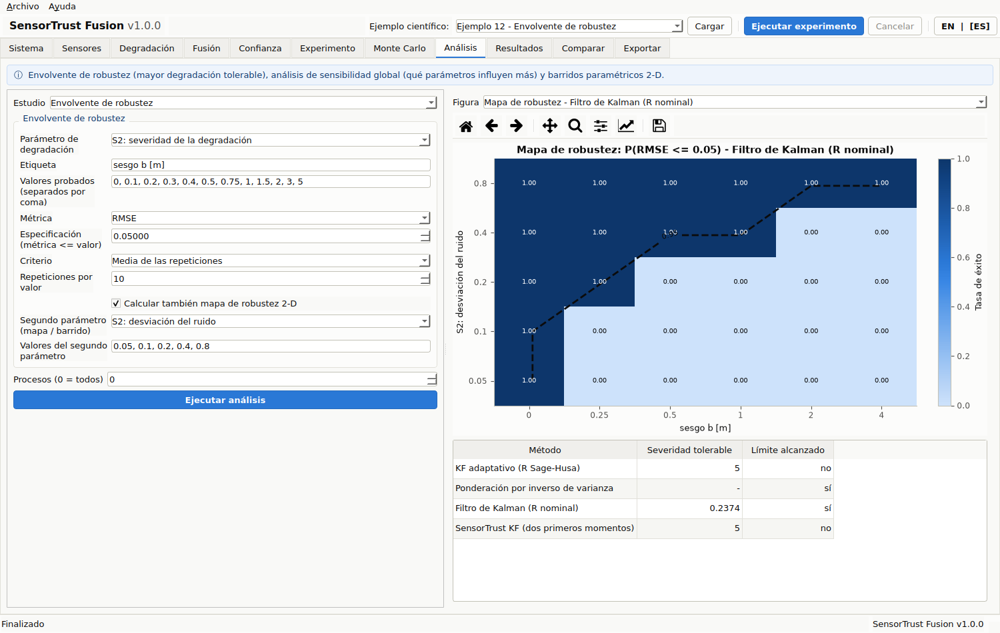 Archivo Ayuda
SensorTrust Fusion v1.0.0
Ejemplo científico: Ejemplo 12 - Envolvente de robustez Cargar Ejecutar experimento Cancelar EN | [ES]
Sistema Sensores Degradación Fusión Confianza Experimento Monte Carlo Análisis Resultados Comparar Exportar
ⓘ Envolvente de robustez (mayor degradación tolerable), análisis de sensibilidad global (qué parámetros influyen más) y barridos paramétricos 2-D.
Estudio Envolvente de robustez
Envolvente de robustez
Parámetro de
degradación
S2: severidad de la degradación
Etiqueta sesgo b [m]
Valores probados
(separados por
coma)
0, 0.1, 0.2, 0.3, 0.4, 0.5, 0.75, 1, 1.5, 2, 3, 5
Métrica RMSE
Especificación
(métrica <= valor)
0.05000
Criterio Media de las repeticiones
Repeticiones por
valor
10
Calcular también mapa de robustez 2-D
Segundo parámetro
(mapa / barrido)
S2: desviación del ruido
Valores del segundo
parámetro
0.05, 0.1, 0.2, 0.4, 0.8
Procesos (0 = todos) 0
Ejecutar análisis
Figura Mapa de robustez - Filtro de Kalman (R nominal)
Mapa de robustez: P(RMSE <= 0.05) - Filtro de Kalman (R nominal)
S2: desviación del ruido
0.8 1.00 1.00 1.00 1.00 1.00 1.00
0.4 1.00 1.00 1.00 1.00 0.00 0.00
0.2 1.00 1.00 0.00 0.00 0.00 0.00
0.1 1.00 0.00 0.00 0.00 0.00 0.00
0.05 1.00 0.00 0.00 0.00 0.00 0.00
0 0.25 0.5 1 2 4
sesgo b [m]
1.0
0.8
0.6
0.4
0.2
0.0
Tasa de éxito
Método Severidad tolerable Límite alcanzado
KF adaptativo (R Sage-Husa) 5 no
Ponderación por inverso de varianza - sí
Filtro de Kalman (R nominal) 0.2374 sí
SensorTrust KF (dos primeros momentos) 5 no
Finalizado
SensorTrust Fusion v1.0.0